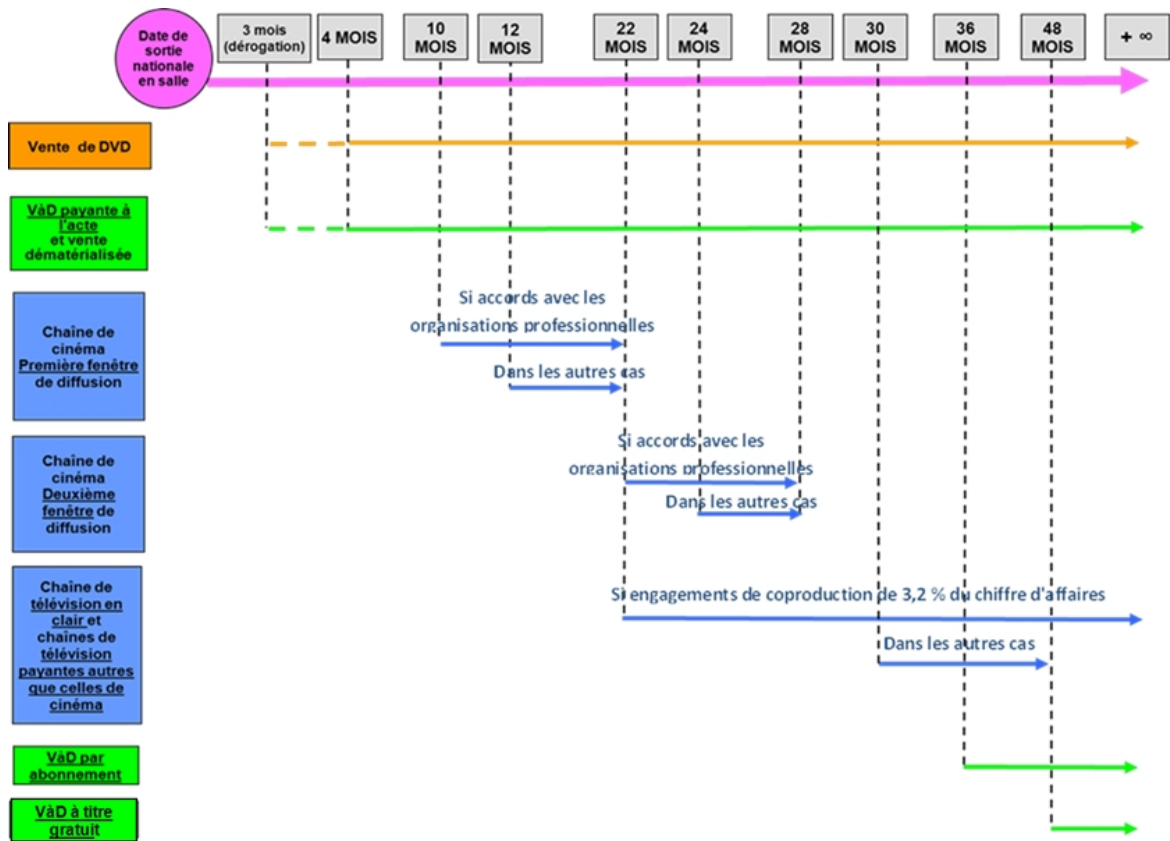 Date de
sortie
nationale
en salle
3 mois
(dérogation)
4 MOIS
10
MOIS
12
MOIS
22
MOIS
24
MOIS
28
MOIS
30
MOIS
36
MOIS
48
MOIS
+ ∞
Vente de DVD
VàD payante à
l'acte
et vente
dématérialisée
Chaîne de
cinéma
Première fenêtre
de diffusion
Si accords avec les
organisations professionnelles
Dans les autres cas
Chaîne de
cinéma
Deuxième
fenêtre de
diffusion
Si accords avec les
organisations professionnelles
Dans les autres cas
Chaîne de
télévision en
clair et
chaînes de
télévision
payantes autres
que celles de
cinéma
Si engagements de coproduction de 3,2 % du chiffre d'affaires
Dans les autres cas
VàD par
abonnement
VàD à titre
gratuit